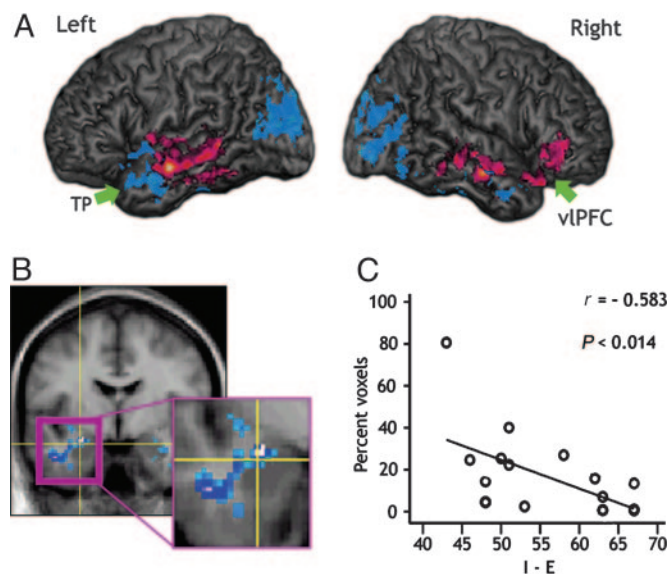 A
Left
Right
TP
vlPFC
B
C
r = - 0.583
P < 0.014
Percent voxels
100
80
60
40
20
0
40 45 50 55 60 65 70
I - E